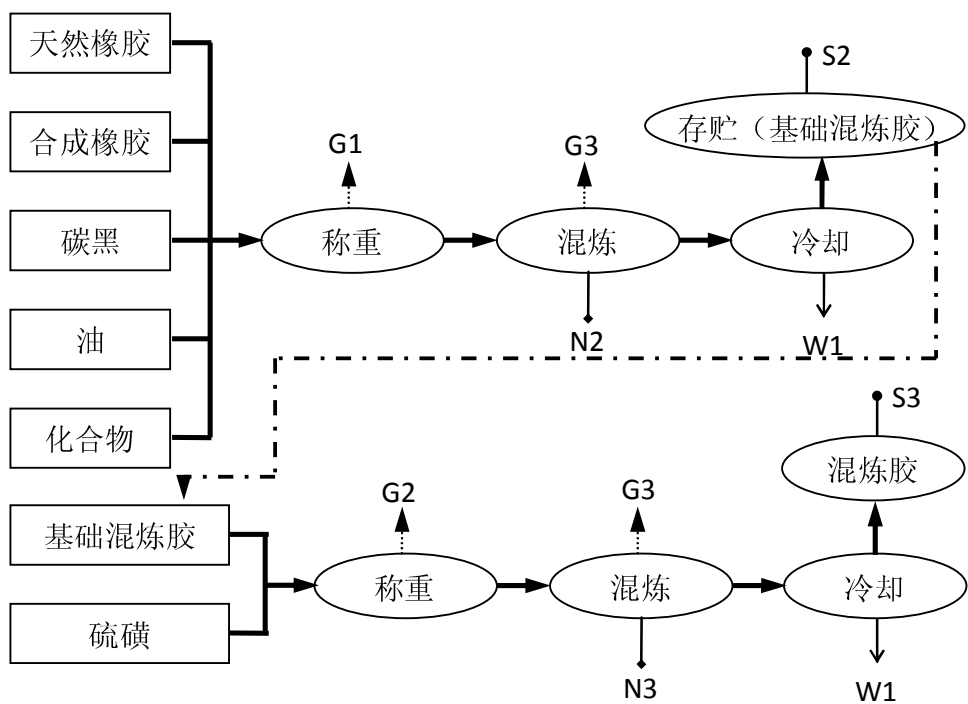 天然橡胶
S2
合成橡胶
存贮（基础混炼胶）
G1
G3
碳黑
称重
混炼
冷却
油
N2
W1
化合物
S3
混炼胶
基础混炼胶
G2
G3
称重
混炼
冷却
硫磺
N3
W1